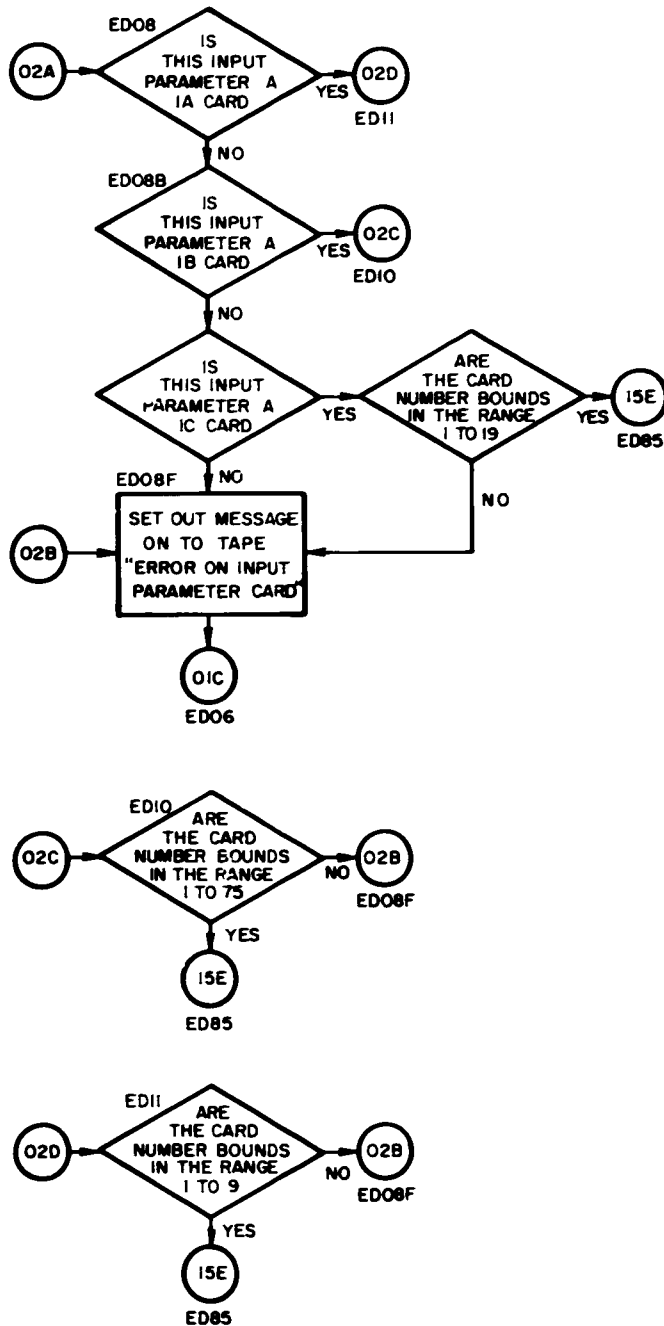 ED08
IS
THIS INPUT
PARAMETER A
1A CARD
02A
YES
02D
ED11
NO
ED08B
IS
THIS INPUT
PARAMETER A
1B CARD
YES
02C
ED10
NO
IS
THIS INPUT
PARAMETER A
1C CARD
YES
ARE
THE CARD
NUMBER BOUNDS
IN THE RANGE
1 TO 19
YES
15E
ED85
NO
ED08F
NO
SET OUT MESSAGE
ON TO TAPE
"ERROR ON INPUT
PARAMETER CARD"
02B
01C
ED06
ED10
ARE
THE CARD
NUMBER BOUNDS
IN THE RANGE
1 TO 75
02C
NO
02B
ED08F
YES
15E
ED85
ED11
ARE
THE CARD
NUMBER BOUNDS
IN THE RANGE
1 TO 9
02D
NO
02B
ED08F
YES
15E
ED85